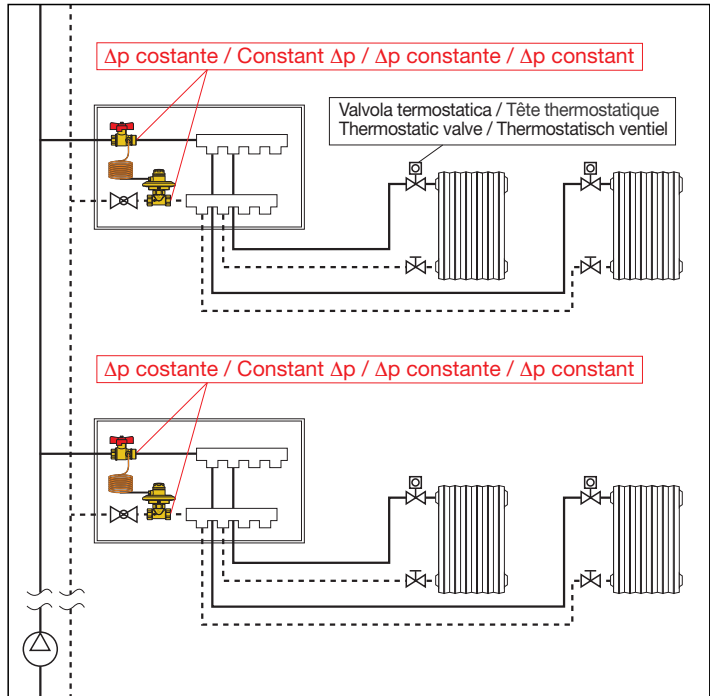 Δp costante / Constant Δp / Δp constante / Δp constant
Valvola termostatica / Tête thermostatique
Thermostatic valve / Thermostatisch ventiel
Δp costante / Constant Δp / Δp constante / Δp constant